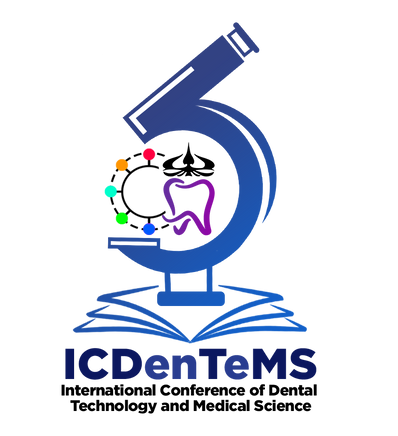 ICDenTeMS
International Conference of Dental
Technology and Medical Science